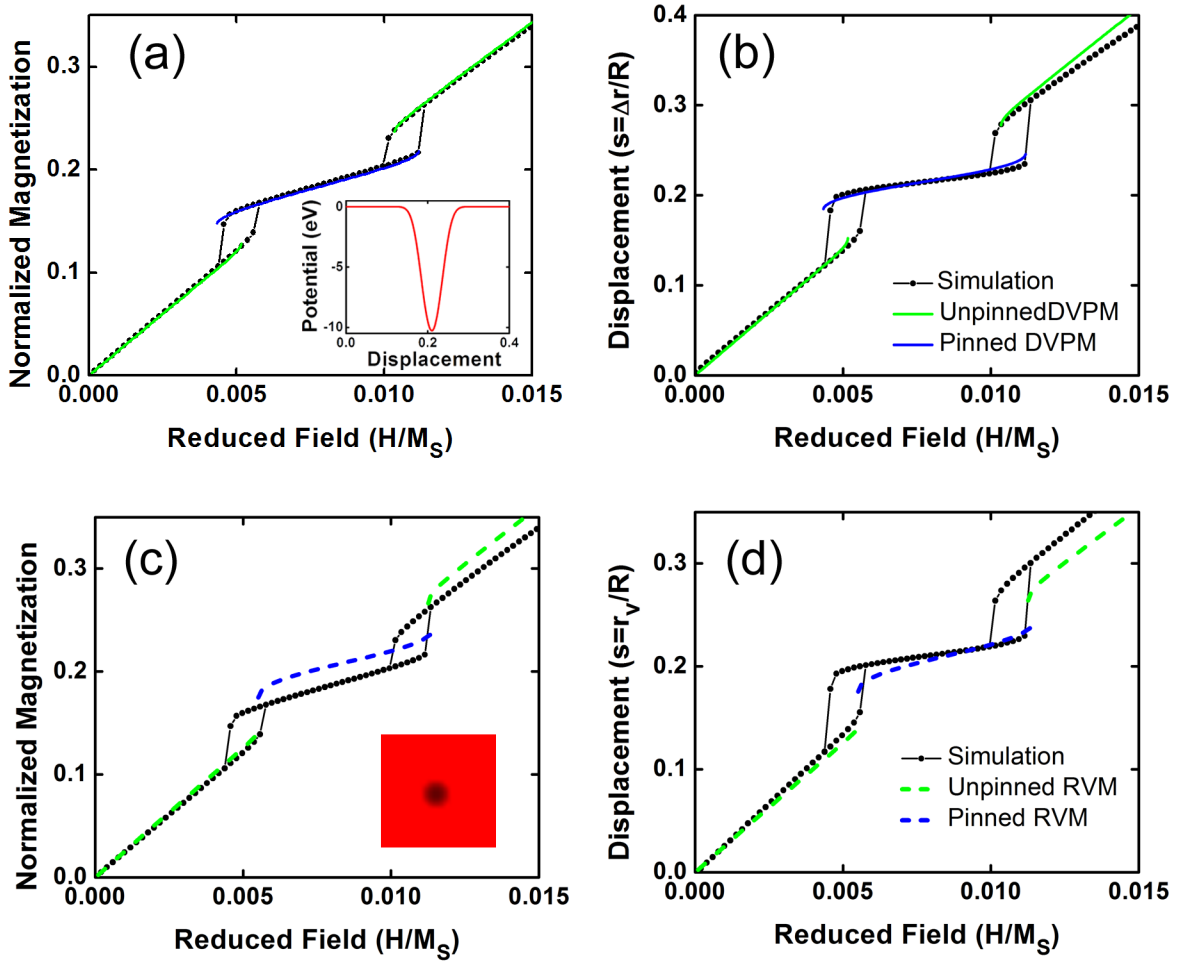 (a)
Normalized Magnetization
0.3
0.2
0.1
0.0
0.000 0.005 0.010 0.015
Reduced Field (H/M_S)
Potential (eV)
0
-5
-10
0.0 0.2 0.4
Displacement
(b)
Displacement (s=Δr/R)
0.4
0.3
0.2
0.1
0.0
Simulation
UnpinnedDVPM
Pinned DVPM
0.000 0.005 0.010 0.015
Reduced Field (H/M_S)
(c)
Normalized Magnetization
0.3
0.2
0.1
0.0
0.000 0.005 0.010 0.015
Reduced Field (H/M_S)
(d)
Displacement (s=r_v/R)
0.3
0.2
0.1
0.0
Simulation
Unpinned RVM
Pinned RVM
0.000 0.005 0.010 0.015
Reduced Field (H/M_S)